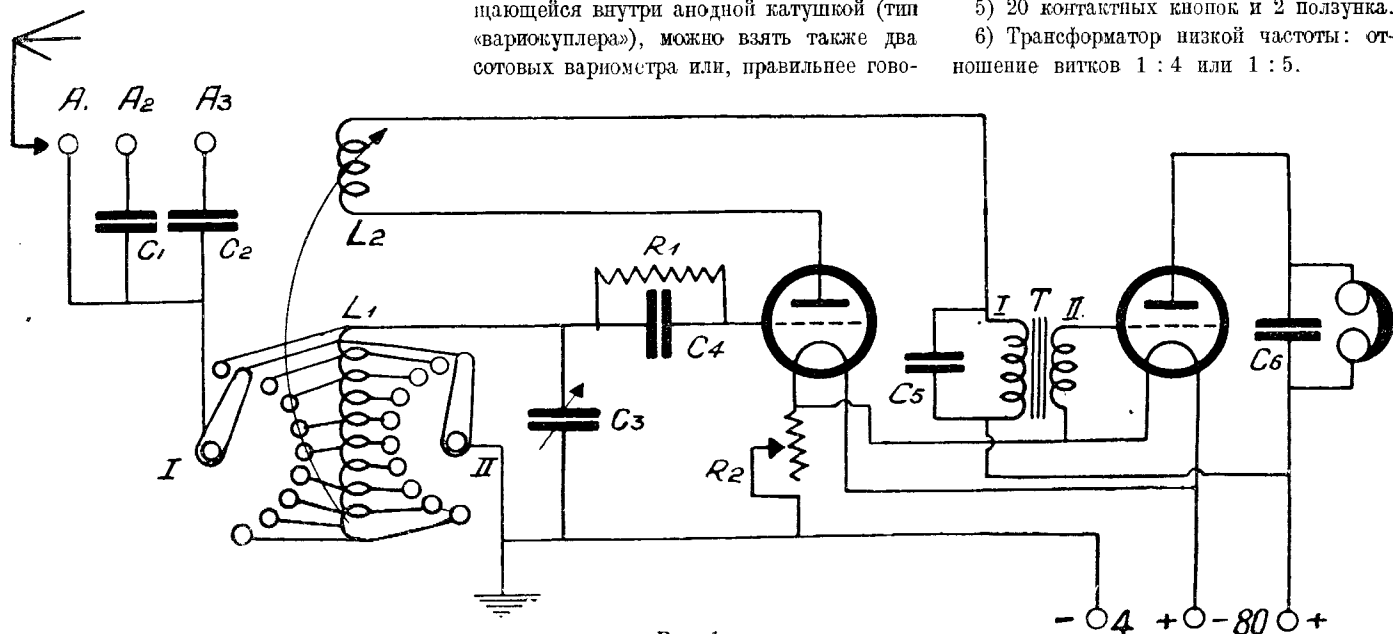 щающейся внутри анодной катушкой (тип
«вариокуплера»), можно взять также два
сотовых вариометра или, правильнее гово-
5) 20 контактных кнопок и 2 ползунка.
6) Трансформатор низкой частоты: от-
ношение витков 1 : 4 или 1 : 5.
A. A2 A3
C1 C2
L2
R1
L1
C4
I T II.
C5
C6
C3
I II
R2
- 4 + - 80 +